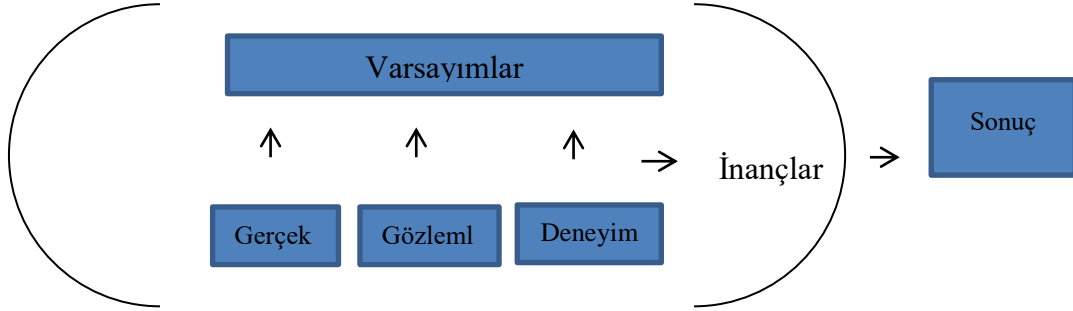 Varsayımlar
Sonuç
İnançlar
Gerçek
Gözleml
Deneyim